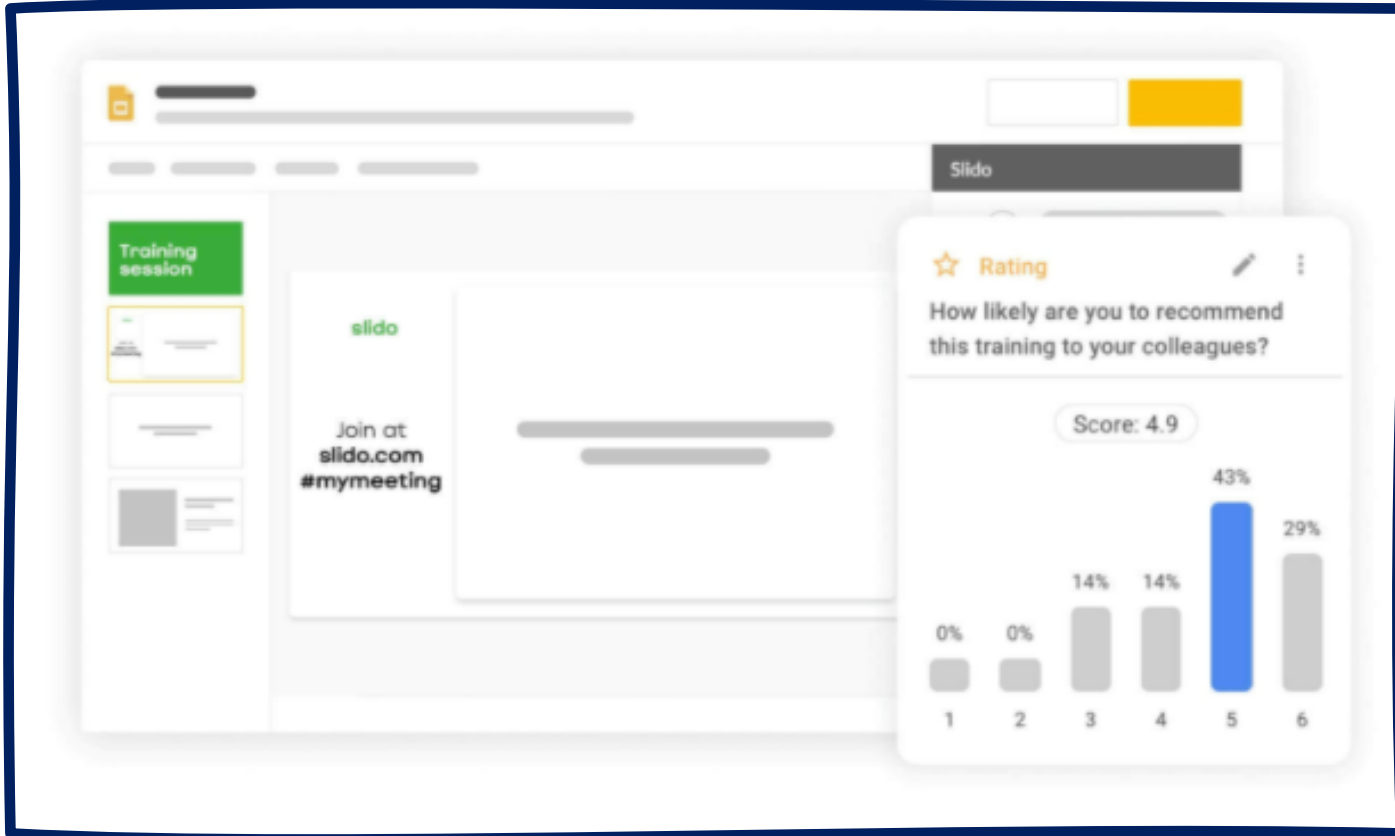 Slido
Training
session
slido
Join at
slido.com
#mymeeting
Rating
How likely are you to recommend
this training to your colleagues?
Score: 4.9
43%
29%
14% 14%
0% 0%
1 2 3 4 5 6